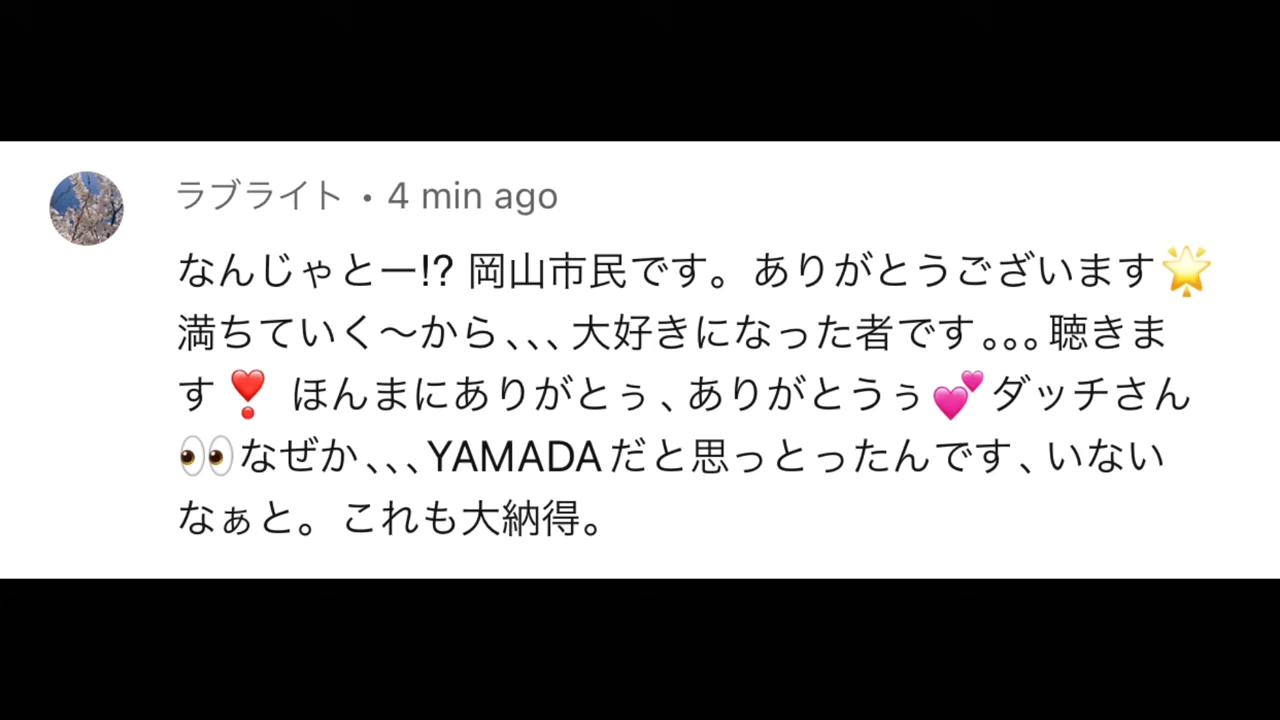 ラブライト • 4 min ago
なんじゃとー!? 岡山市民です。ありがとうございます🌟
満ちていく〜から、、、大好きになった者です。。。聴きま
す❣️ ほんまにありがとぅ、ありがとうぅ💕ダッチさん
👀なぜか、、、YAMADAだと思っとったんです、いない
なぁと。これも大納得。